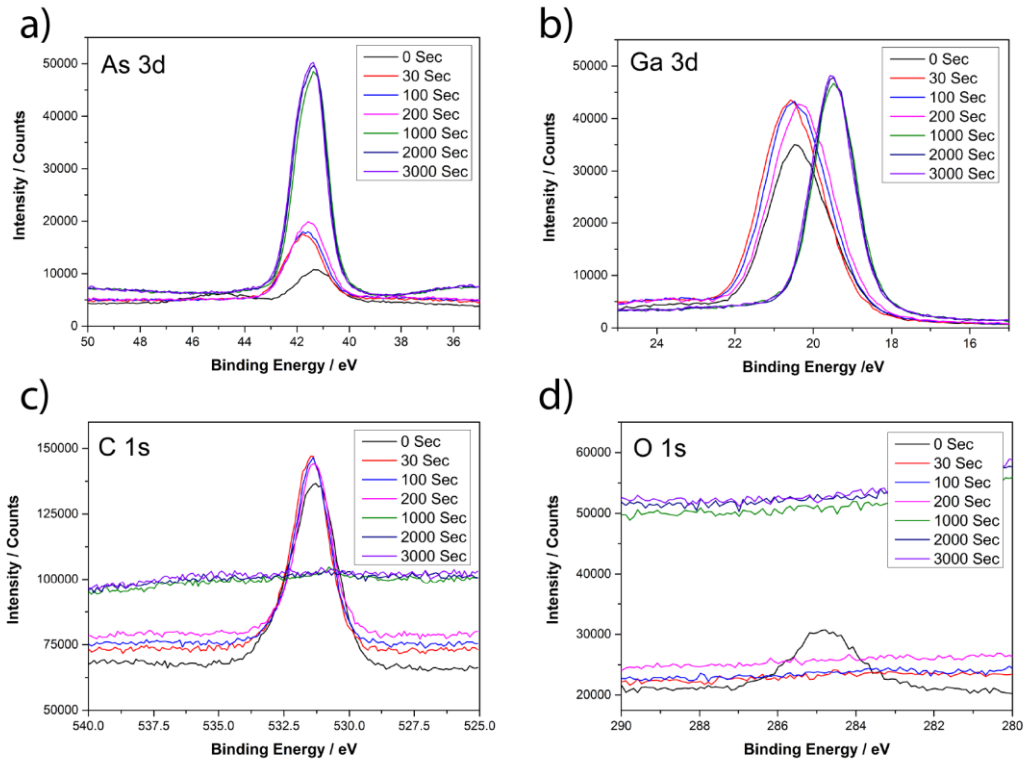 a)
As 3d
0 Sec
30 Sec
100 Sec
200 Sec
1000 Sec
2000 Sec
3000 Sec
Intensity / Counts
50000
40000
30000
20000
10000
0
50 48 46 44 42 40 38 36
Binding Energy / eV
b)
Ga 3d
0 Sec
30 Sec
100 Sec
200 Sec
1000 Sec
2000 Sec
3000 Sec
Intensity / Counts
50000
40000
30000
20000
10000
0
24 22 20 18 16
Binding Energy /eV
c)
C 1s
0 Sec
30 Sec
100 Sec
200 Sec
1000 Sec
2000 Sec
3000 Sec
Intensity / Counts
150000
125000
100000
75000
50000
540.0 537.5 535.0 532.5 530.0 527.5 525.0
Binding Energy / eV
d)
O 1s
0 Sec
30 Sec
100 Sec
200 Sec
1000 Sec
2000 Sec
3000 Sec
Intensity / Counts
60000
50000
40000
30000
20000
290 288 286 284 282 280
Binding Energy / eV